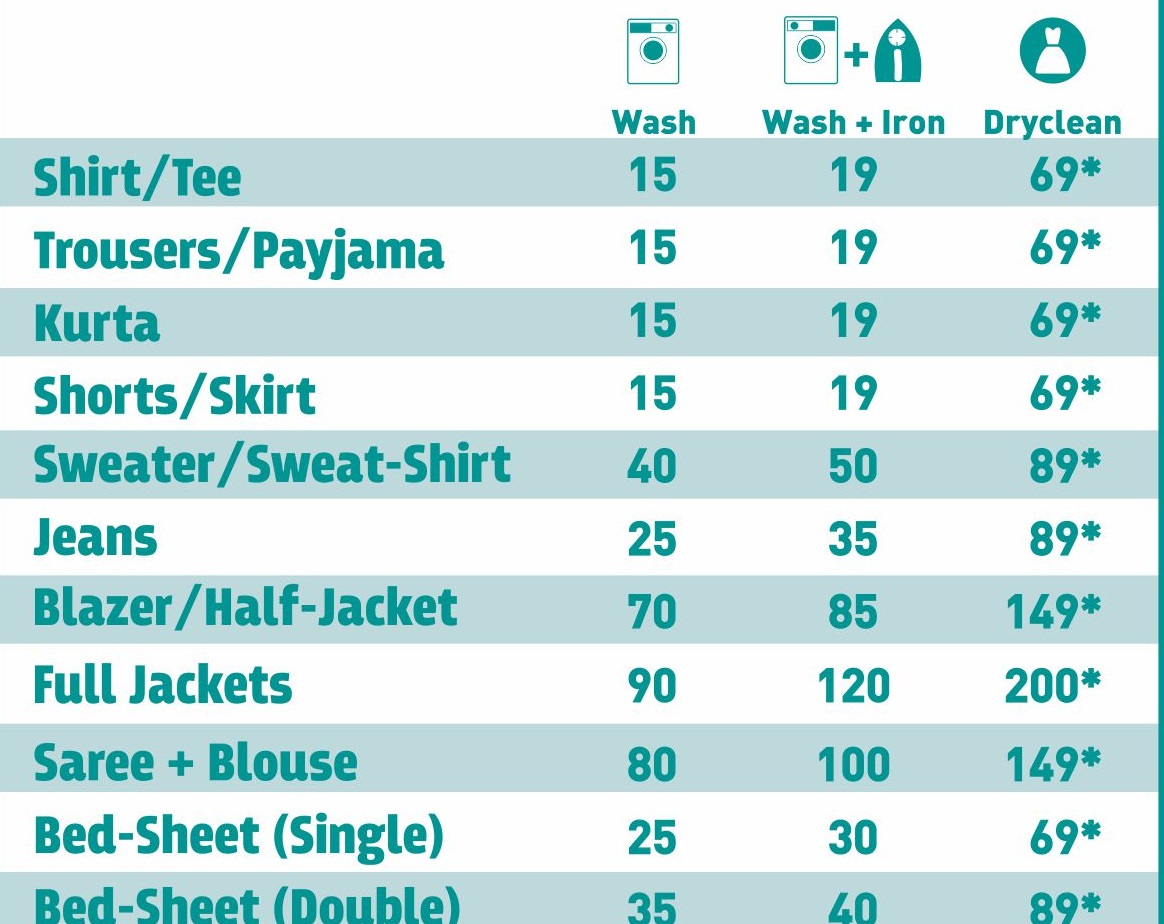 Wash Wash + Iron Dryclean
Shirt/Tee 15 19 69*
Trousers/Payjama 15 19 69*
Kurta 15 19 69*
Shorts/Skirt 15 19 69*
Sweater/Sweat-Shirt 40 50 89*
Jeans 25 35 89*
Blazer/Half-Jacket 70 85 149*
Full Jackets 90 120 200*
Saree + Blouse 80 100 149*
Bed-Sheet (Single) 25 30 69*
Bed-Sheet (Double) 35 40 89*